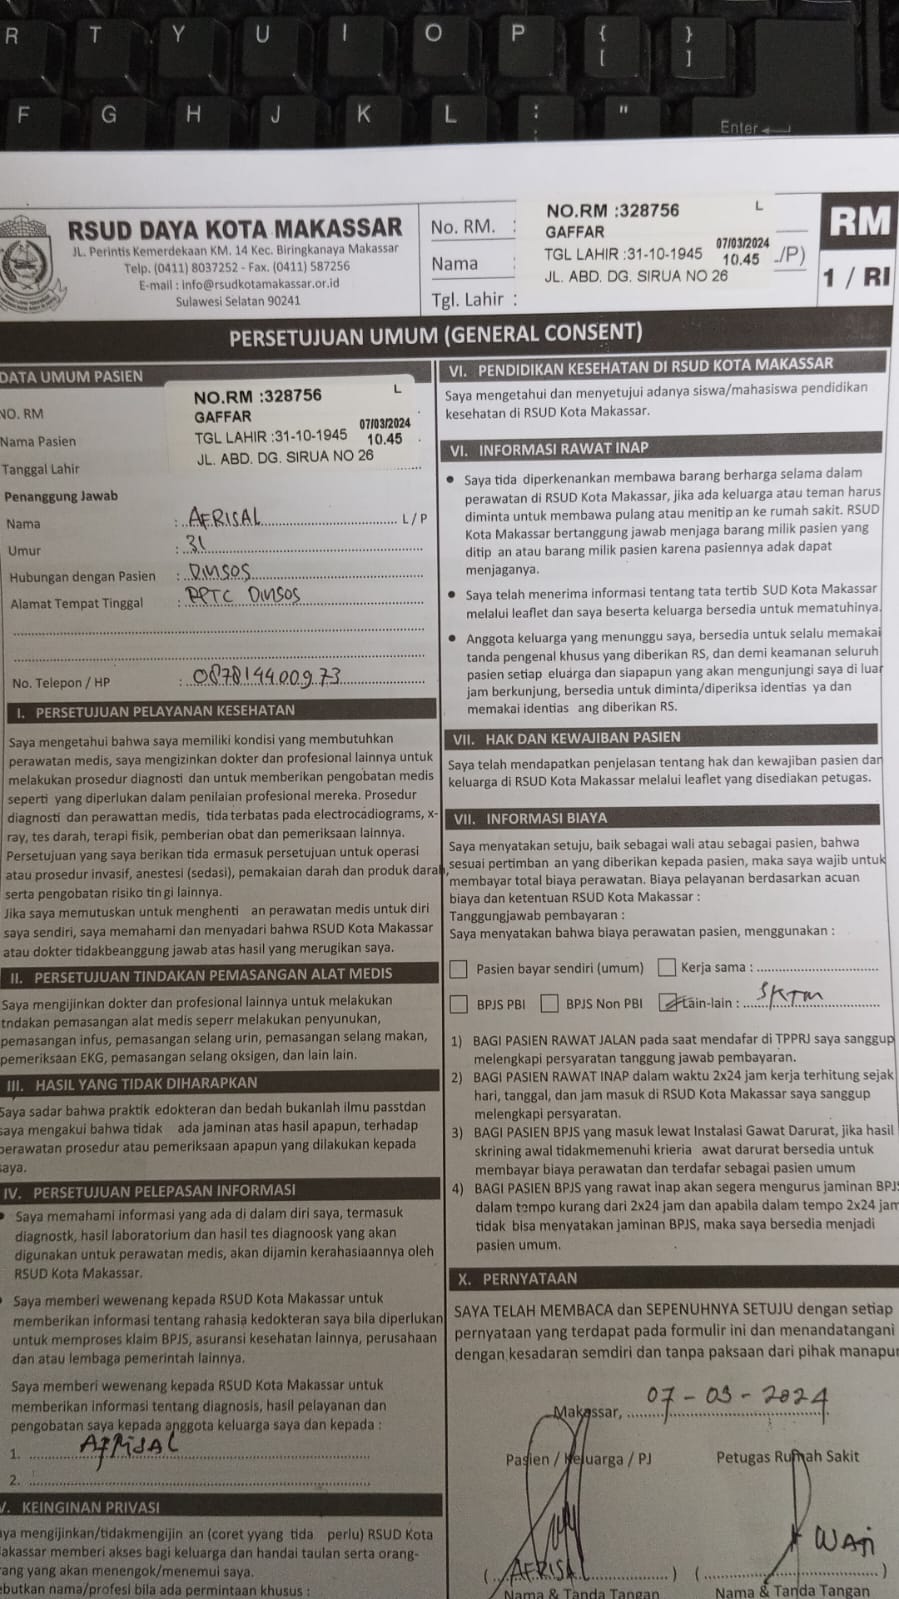 R T Y U I O P { [ } ]
F G H J K L : ; " Enter
RSUD DAYA KOTA MAKASSAR
JL. Perintis Kemerdekaan KM. 14 Kec. Biringkanaya Makassar
Telp. (0411) 8037252 - Fax. (0411) 587256
E-mail : info@rsudkotamakassar.or.id
Sulawesi Selatan 90241
No. RM. :
Nama :
Tgl. Lahir :
NO.RM :328756 L
GAFFAR
TGL LAHIR :31-10-1945 07/03/2024 10.45
JL. ABD. DG. SIRUA NO 26
/P)
RM
1 / RI
PERSETUJUAN UMUM (GENERAL CONSENT)
DATA UMUM PASIEN
NO. RM
Nama Pasien
Tanggal Lahir
NO.RM :328756 L
GAFFAR
TGL LAHIR :31-10-1945 07/03/2024 10.45
JL. ABD. DG. SIRUA NO 26
Penanggung Jawab
Nama : AFRISAL L / P
Umur : 31
Hubungan dengan Pasien : DINSOS
Alamat Tempat Tinggal : RPTC DINSOS
No. Telepon / HP : 087814400973
I. PERSETUJUAN PELAYANAN KESEHATAN
Saya mengetahui bahwa saya memiliki kondisi yang membutuhkan
perawatan medis, saya mengizinkan dokter dan profesional lainnya untuk
melakukan prosedur diagnosti dan untuk memberikan pengobatan medis
seperti yang diperlukan dalam penilaian profesional mereka. Prosedur
diagnosti dan perawattan medis, tida terbatas pada electrocadiograms, x-
ray, tes darah, terapi fisik, pemberian obat dan pemeriksaan lainnya.
Persetujuan yang saya berikan tida ermasuk persetujuan untuk operasi
atau prosedur invasif, anestesi (sedasi), pemakaian darah dan produk darah,
serta pengobatan risiko tin gi lainnya.
Jika saya memutuskan untuk menghenti an perawatan medis untuk diri
saya sendiri, saya memahami dan menyadari bahwa RSUD Kota Makassar
atau dokter tidakbeanggung jawab atas hasil yang merugikan saya.
II. PERSETUJUAN TINDAKAN PEMASANGAN ALAT MEDIS
Saya mengijinkan dokter dan profesional lainnya untuk melakukan
tndakan pemasangan alat medis seperr melakukan penyunukan,
pemasangan infus, pemasangan selang urin, pemasangan selang makan,
pemeriksaan EKG, pemasangan selang oksigen, dan lain lain.
III. HASIL YANG TIDAK DIHARAPKAN
Saya sadar bahwa praktik edokteran dan bedah bukanlah ilmu passtdan
saya mengakui bahwa tidak ada jaminan atas hasil apapun, terhadap
perawatan prosedur atau pemeriksaan apapun yang dilakukan kepada
saya.
IV. PERSETUJUAN PELEPASAN INFORMASI
Saya memahami informasi yang ada di dalam diri saya, termasuk
diagnostk, hasil laboratorium dan hasil tes diagnoosk yang akan
digunakan untuk perawatan medis, akan dijamin kerahasiaannya oleh
RSUD Kota Makassar.
Saya memberi wewenang kepada RSUD Kota Makassar untuk
memberikan informasi tentang rahasia kedokteran saya bila diperlukan
untuk memproses klaim BPJS, asuransi kesehatan lainnya, perusahaan
dan atau lembaga pemerintah lainnya.
Saya memberi wewenang kepada RSUD Kota Makassar untuk
memberikan informasi tentang diagnosis, hasil pelayanan dan
pengobatan saya kepada anggota keluarga saya dan kepada :
1. AFRISAL
2.
V. KEINGINAN PRIVASI
aya mengijinkan/tidakmengijin an (coret yyang tida perlu) RSUD Kota
akassar memberi akses bagi keluarga dan handai taulan serta orang-
rang yang akan menengok/menemui saya.
ebutkan nama/profesi bila ada permintaan khusus :
VI. PENDIDIKAN KESEHATAN DI RSUD KOTA MAKASSAR
Saya mengetahui dan menyetujui adanya siswa/mahasiswa pendidikan
kesehatan di RSUD Kota Makassar.
VI. INFORMASI RAWAT INAP
Saya tida diperkenankan membawa barang berharga selama dalam
perawatan di RSUD Kota Makassar, jika ada keluarga atau teman harus
diminta untuk membawa pulang atau menitip an ke rumah sakit. RSUD
Kota Makassar bertanggung jawab menjaga barang milik pasien yang
ditip an atau barang milik pasien karena pasiennya adak dapat
menjaganya.
Saya telah menerima informasi tentang tata tertib SUD Kota Makassar
melalui leaflet dan saya beserta keluarga bersedia untuk mematuhinya.
Anggota keluarga yang menunggu saya, bersedia untuk selalu memakai
tanda pengenal khusus yang diberikan RS, dan demi keamanan seluruh
pasien setiap eluarga dan siapapun yang akan mengunjungi saya di luar
jam berkunjung, bersedia untuk diminta/diperiksa identias ya dan
memakai identias ang diberikan RS.
VII. HAK DAN KEWAJIBAN PASIEN
Saya telah mendapatkan penjelasan tentang hak dan kewajiban pasien dan
keluarga di RSUD Kota Makassar melalui leaflet yang disediakan petugas.
VII. INFORMASI BIAYA
Saya menyatakan setuju, baik sebagai wali atau sebagai pasien, bahwa
sesuai pertimban an yang diberikan kepada pasien, maka saya wajib untuk
membayar total biaya perawatan. Biaya pelayanan berdasarkan acuan
biaya dan ketentuan RSUD Kota Makassar :
Tanggungjawab pembayaran :
Saya menyatakan bahwa biaya perawatan pasien, menggunakan :
Pasien bayar sendiri (umum) Kerja sama :
BPJS PBI BPJS Non PBI Lain-lain : SKTM
1) BAGI PASIEN RAWAT JALAN pada saat mendafar di TPPRJ saya sanggup
melengkapi persyaratan tanggung jawab pembayaran.
2) BAGI PASIEN RAWAT INAP dalam waktu 2x24 jam kerja terhitung sejak
hari, tanggal, dan jam masuk di RSUD Kota Makassar saya sanggup
melengkapi persyaratan.
3) BAGI PASIEN BPJS yang masuk lewat Instalasi Gawat Darurat, jika hasil
skrining awal tidakmemenuhi krieria awat darurat bersedia untuk
membayar biaya perawatan dan terdafar sebagai pasien umum
4) BAGI PASIEN BPJS yang rawat inap akan segera mengurus jaminan BPJS
dalam tempo kurang dari 2x24 jam dan apabila dalam tempo 2x24 jam
tidak bisa menyatakan jaminan BPJS, maka saya bersedia menjadi
pasien umum.
X. PERNYATAAN
SAYA TELAH MEMBACA dan SEPENUHNYA SETUJU dengan setiap
pernyataan yang terdapat pada formulir ini dan menandatangani
dengan kesadaran semdiri dan tanpa paksaan dari pihak manapun
Makassar, 07-03-2024
Pasien / Keluarga / PJ Petugas Rumah Sakit
( AFRISAL ) ( WAN )
Nama & Tanda Tangan Nama & Tanda Tangan